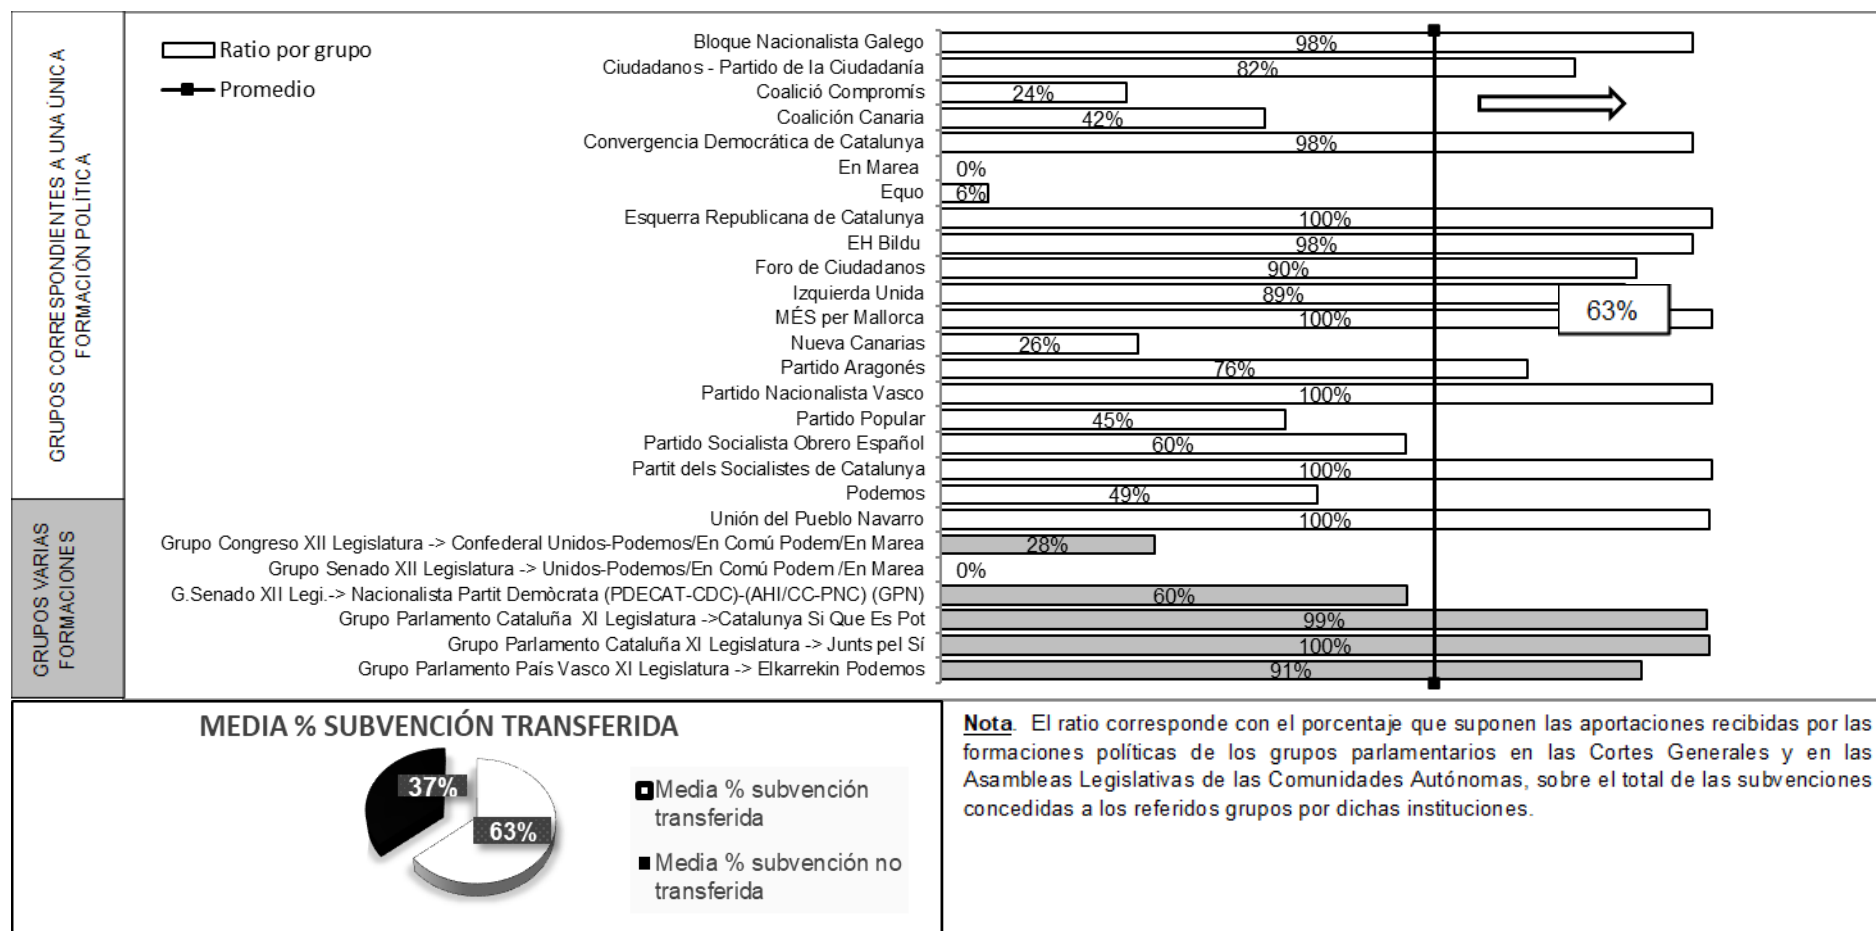 GRUPOS CORRESPONDIENTES A UNA ÚNICA
FORMACIÓN POLÍTICA
GRUPOS VARIAS
FORMACIONES
Ratio por grupo
Promedio
Bloque Nacionalista Galego 98%
Ciudadanos - Partido de la Ciudadanía 82%
Coalició Compromís 24%
Coalición Canaria 42%
Convergencia Democrática de Catalunya 98%
En Marea 0%
Equo 6%
Esquerra Republicana de Catalunya 100%
EH Bildu 98%
Foro de Ciudadanos 90%
Izquierda Unida 89%
MÉS per Mallorca 100%
63%
Nueva Canarias 26%
Partido Aragonés 76%
Partido Nacionalista Vasco 100%
Partido Popular 45%
Partido Socialista Obrero Español 60%
Partit dels Socialistes de Catalunya 100%
Podemos 49%
Unión del Pueblo Navarro 100%
Grupo Congreso XII Legislatura -> Confederal Unidos-Podemos/En Comú Podem/En Marea 28%
Grupo Senado XII Legislatura -> Unidos-Podemos/En Comú Podem /En Marea 0%
G.Senado XII Legi.-> Nacionalista Partit Demòcrata (PDECAT-CDC)-(AHI/CC-PNC) (GPN) 60%
Grupo Parlamento Cataluña XI Legislatura ->Catalunya Si Que Es Pot 99%
Grupo Parlamento Cataluña XI Legislatura -> Junts pel Sí 100%
Grupo Parlamento País Vasco XI Legislatura -> Elkarrekin Podemos 91%
MEDIA % SUBVENCIÓN TRANSFERIDA
37%
63%
Media % subvención
transferida
Media % subvención no
transferida
Nota. El ratio corresponde con el porcentaje que suponen las aportaciones recibidas por las
formaciones políticas de los grupos parlamentarios en las Cortes Generales y en las
Asambleas Legislativas de las Comunidades Autónomas, sobre el total de las subvenciones
concedidas a los referidos grupos por dichas instituciones.